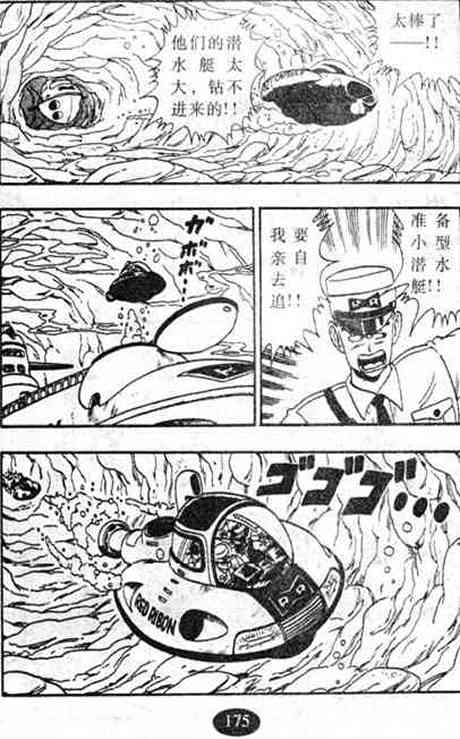 太棒了
——!!
他们的潜
水艇太
大，钻不
进来的!!
准备
小型
潜水
艇!!
我要
亲自
去
追!!
ガボボ…
ゴゴゴ…
RED RIBON
175